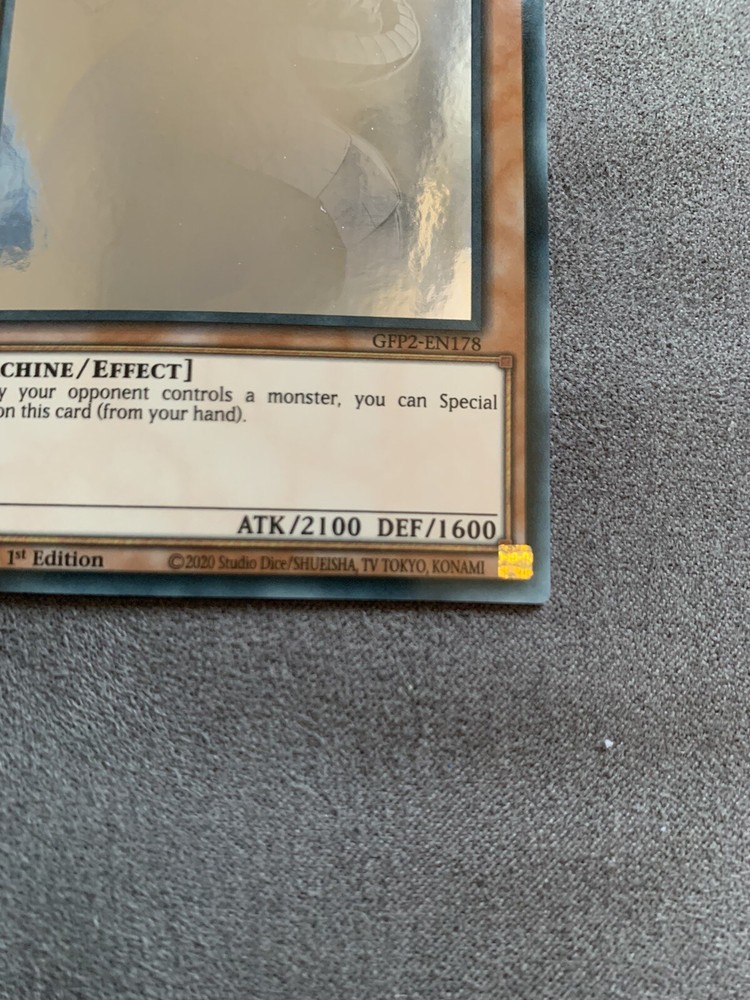 GFP2-EN178
CHINE/EFFECT]
y your opponent controls a monster, you can Special
on this card (from your hand).
ATK/2100 DEF/1600
1st Edition ©2020 Studio Dice/SHUEISHA, TV TOKYO, KONAMI